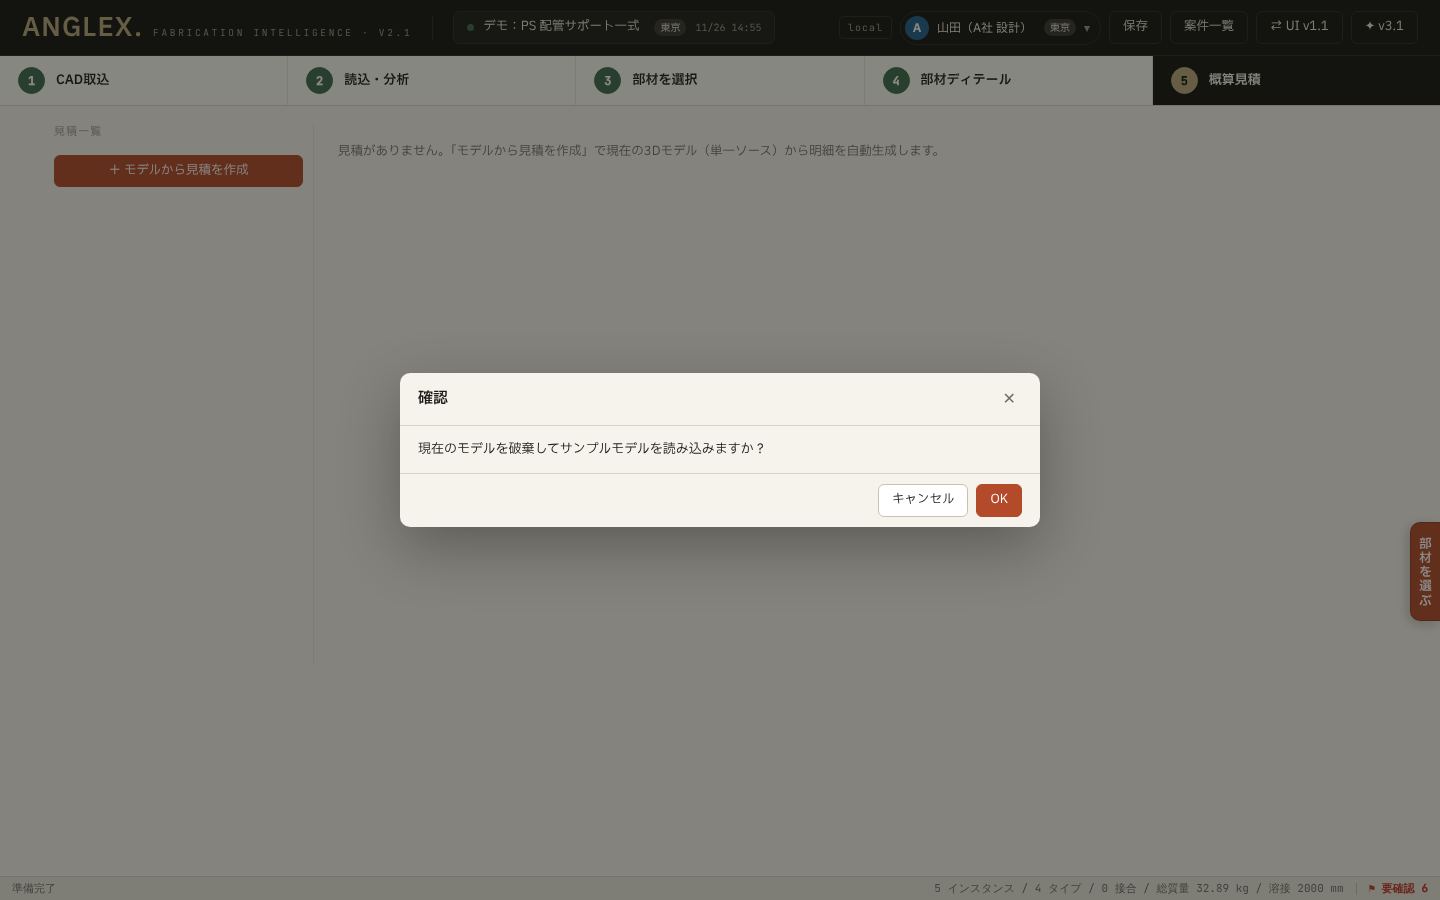 ANGLEX. FABRICATION INTELLIGENCE · V2.1
デモ：PS 配管サポート一式 東京 11/26 14:55
local A 山田（A社 設計） 東京 ▾ 保存 案件一覧 ⇄ UI v1.1 ✦ v3.1
1 CAD取込
2 読込・分析
3 部材を選択
4 部材ディテール
5 概算見積
見積一覧
＋ モデルから見積を作成
見積がありません。「モデルから見積を作成」で現在の3Dモデル（単一ソース）から明細を自動生成します。
確認 ×
現在のモデルを破棄してサンプルモデルを読み込みますか？
キャンセル OK
部材を選ぶ
準備完了
5 インスタンス / 4 タイプ / 0 接合 / 総質量 32.89 kg / 溶接 2000 mm ⚑ 要確認 6